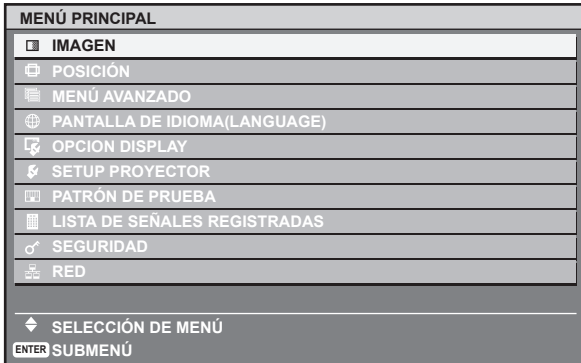 MENÚ PRINCIPAL
IMAGEN
POSICIÓN
MENÚ AVANZADO
PANTALLA DE IDIOMA(LANGUAGE)
OPCION DISPLAY
SETUP PROYECTOR
PATRÓN DE PRUEBA
LISTA DE SEÑALES REGISTRADAS
SEGURIDAD
RED
SELECCIÓN DE MENÚ
ENTER SUBMENÚ